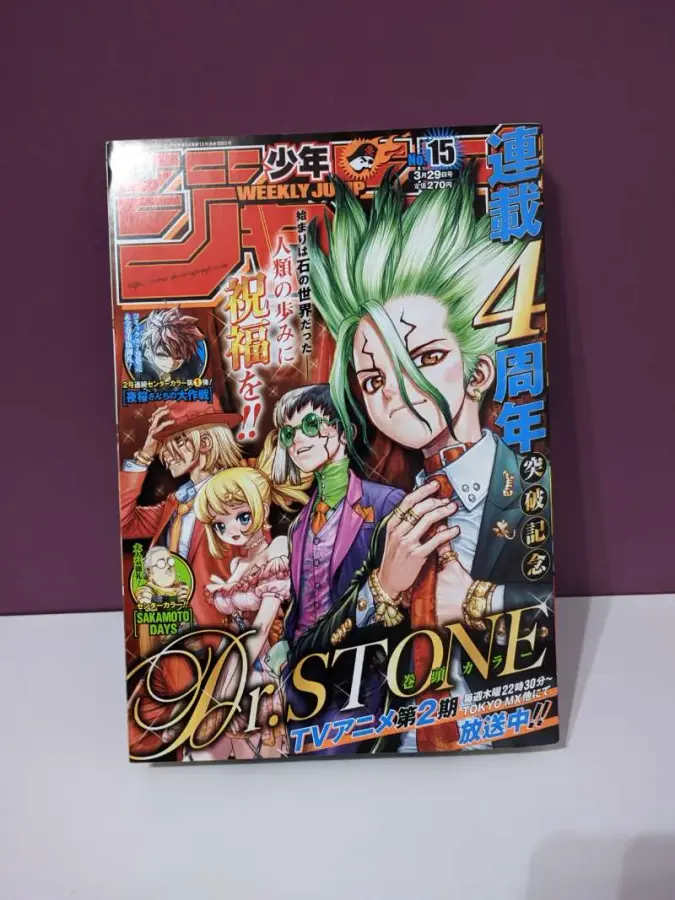 少年
ジャンプ
WEEKLY JUMP
No.15
3月29日号
定価270円
連載4周年
突破記念
始まりは石の世界だった
人類の歩みに
祝福を!!
2号連続センターカラー第1弾!
夜桜さんちの大作戦
センターカラー!
SAKAMOTO
DAYS
Dr.STONE
巻頭カラー
TVアニメ第2期
毎週木曜22時30分~
TOKYO MX他にて
放送中!!